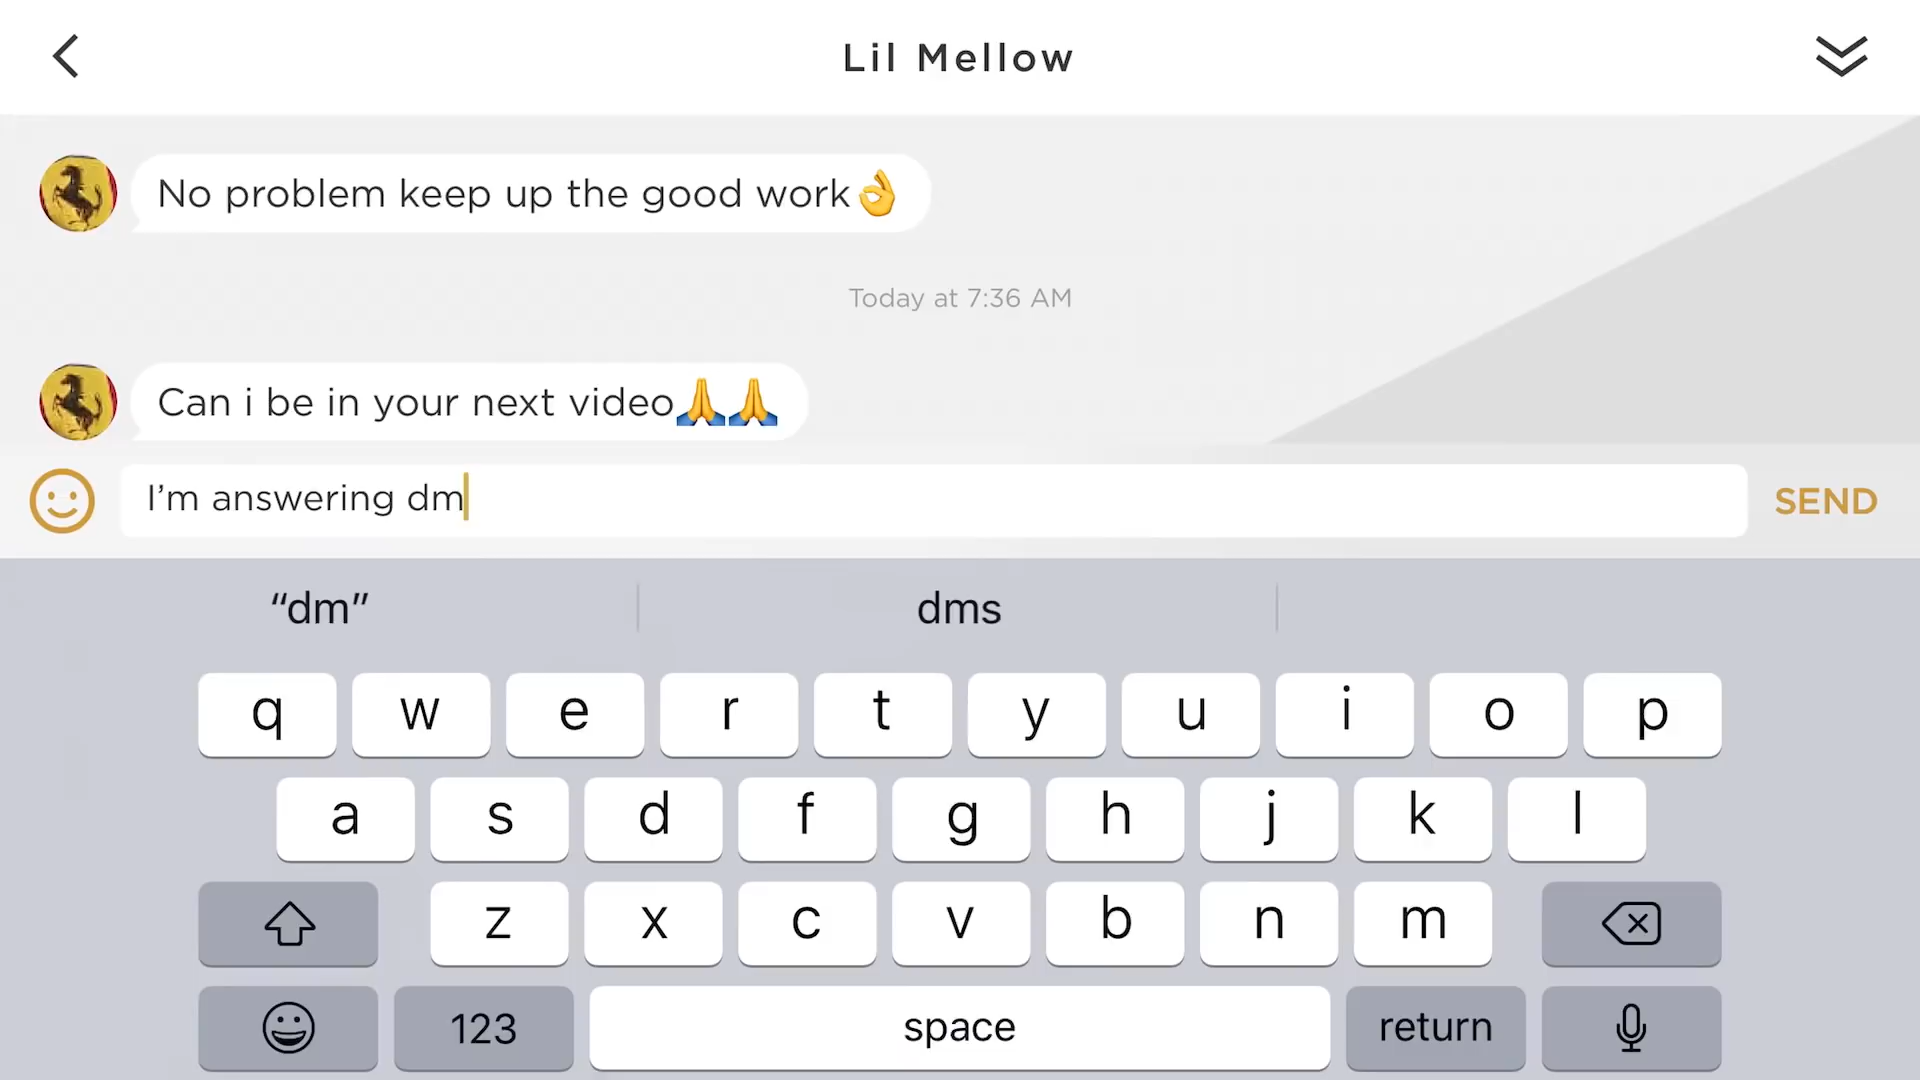 Lil Mellow
No problem keep up the good work👌
Today at 7:36 AM
Can i be in your next video🙏🙏
I’m answering dm
SEND
“dm”
dms
q w e r t y u i o p
a s d f g h j k l
z x c v b n m
123 space return